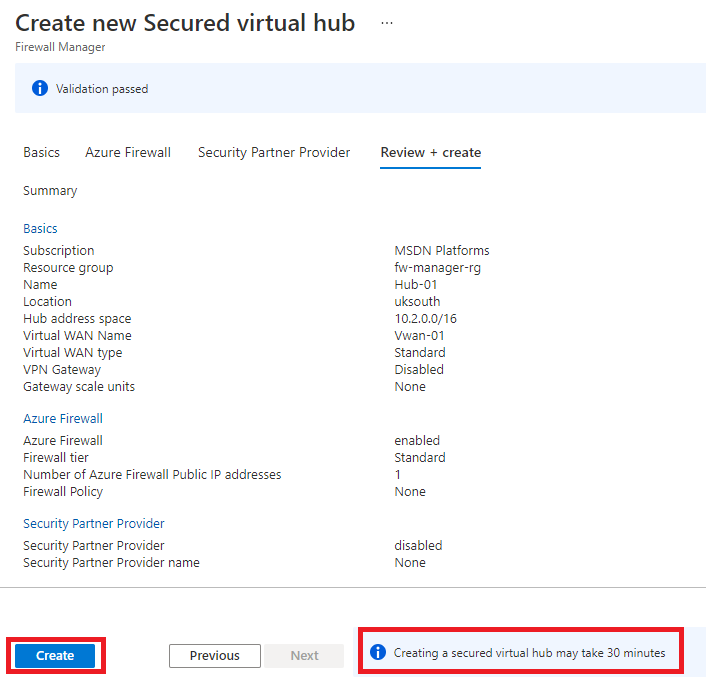 Create new Secured virtual hub ...
Firewall Manager
Validation passed
Basics Azure Firewall Security Partner Provider Review + create
Summary
Basics
Subscription MSDN Platforms
Resource group fw-manager-rg
Name Hub-01
Location uksouth
Hub address space 10.2.0.0/16
Virtual WAN Name Vwan-01
Virtual WAN type Standard
VPN Gateway Disabled
Gateway scale units None
Azure Firewall
Azure Firewall enabled
Firewall tier Standard
Number of Azure Firewall Public IP addresses 1
Firewall Policy None
Security Partner Provider
Security Partner Provider disabled
Security Partner Provider name None
Create Previous Next Creating a secured virtual hub may take 30 minutes